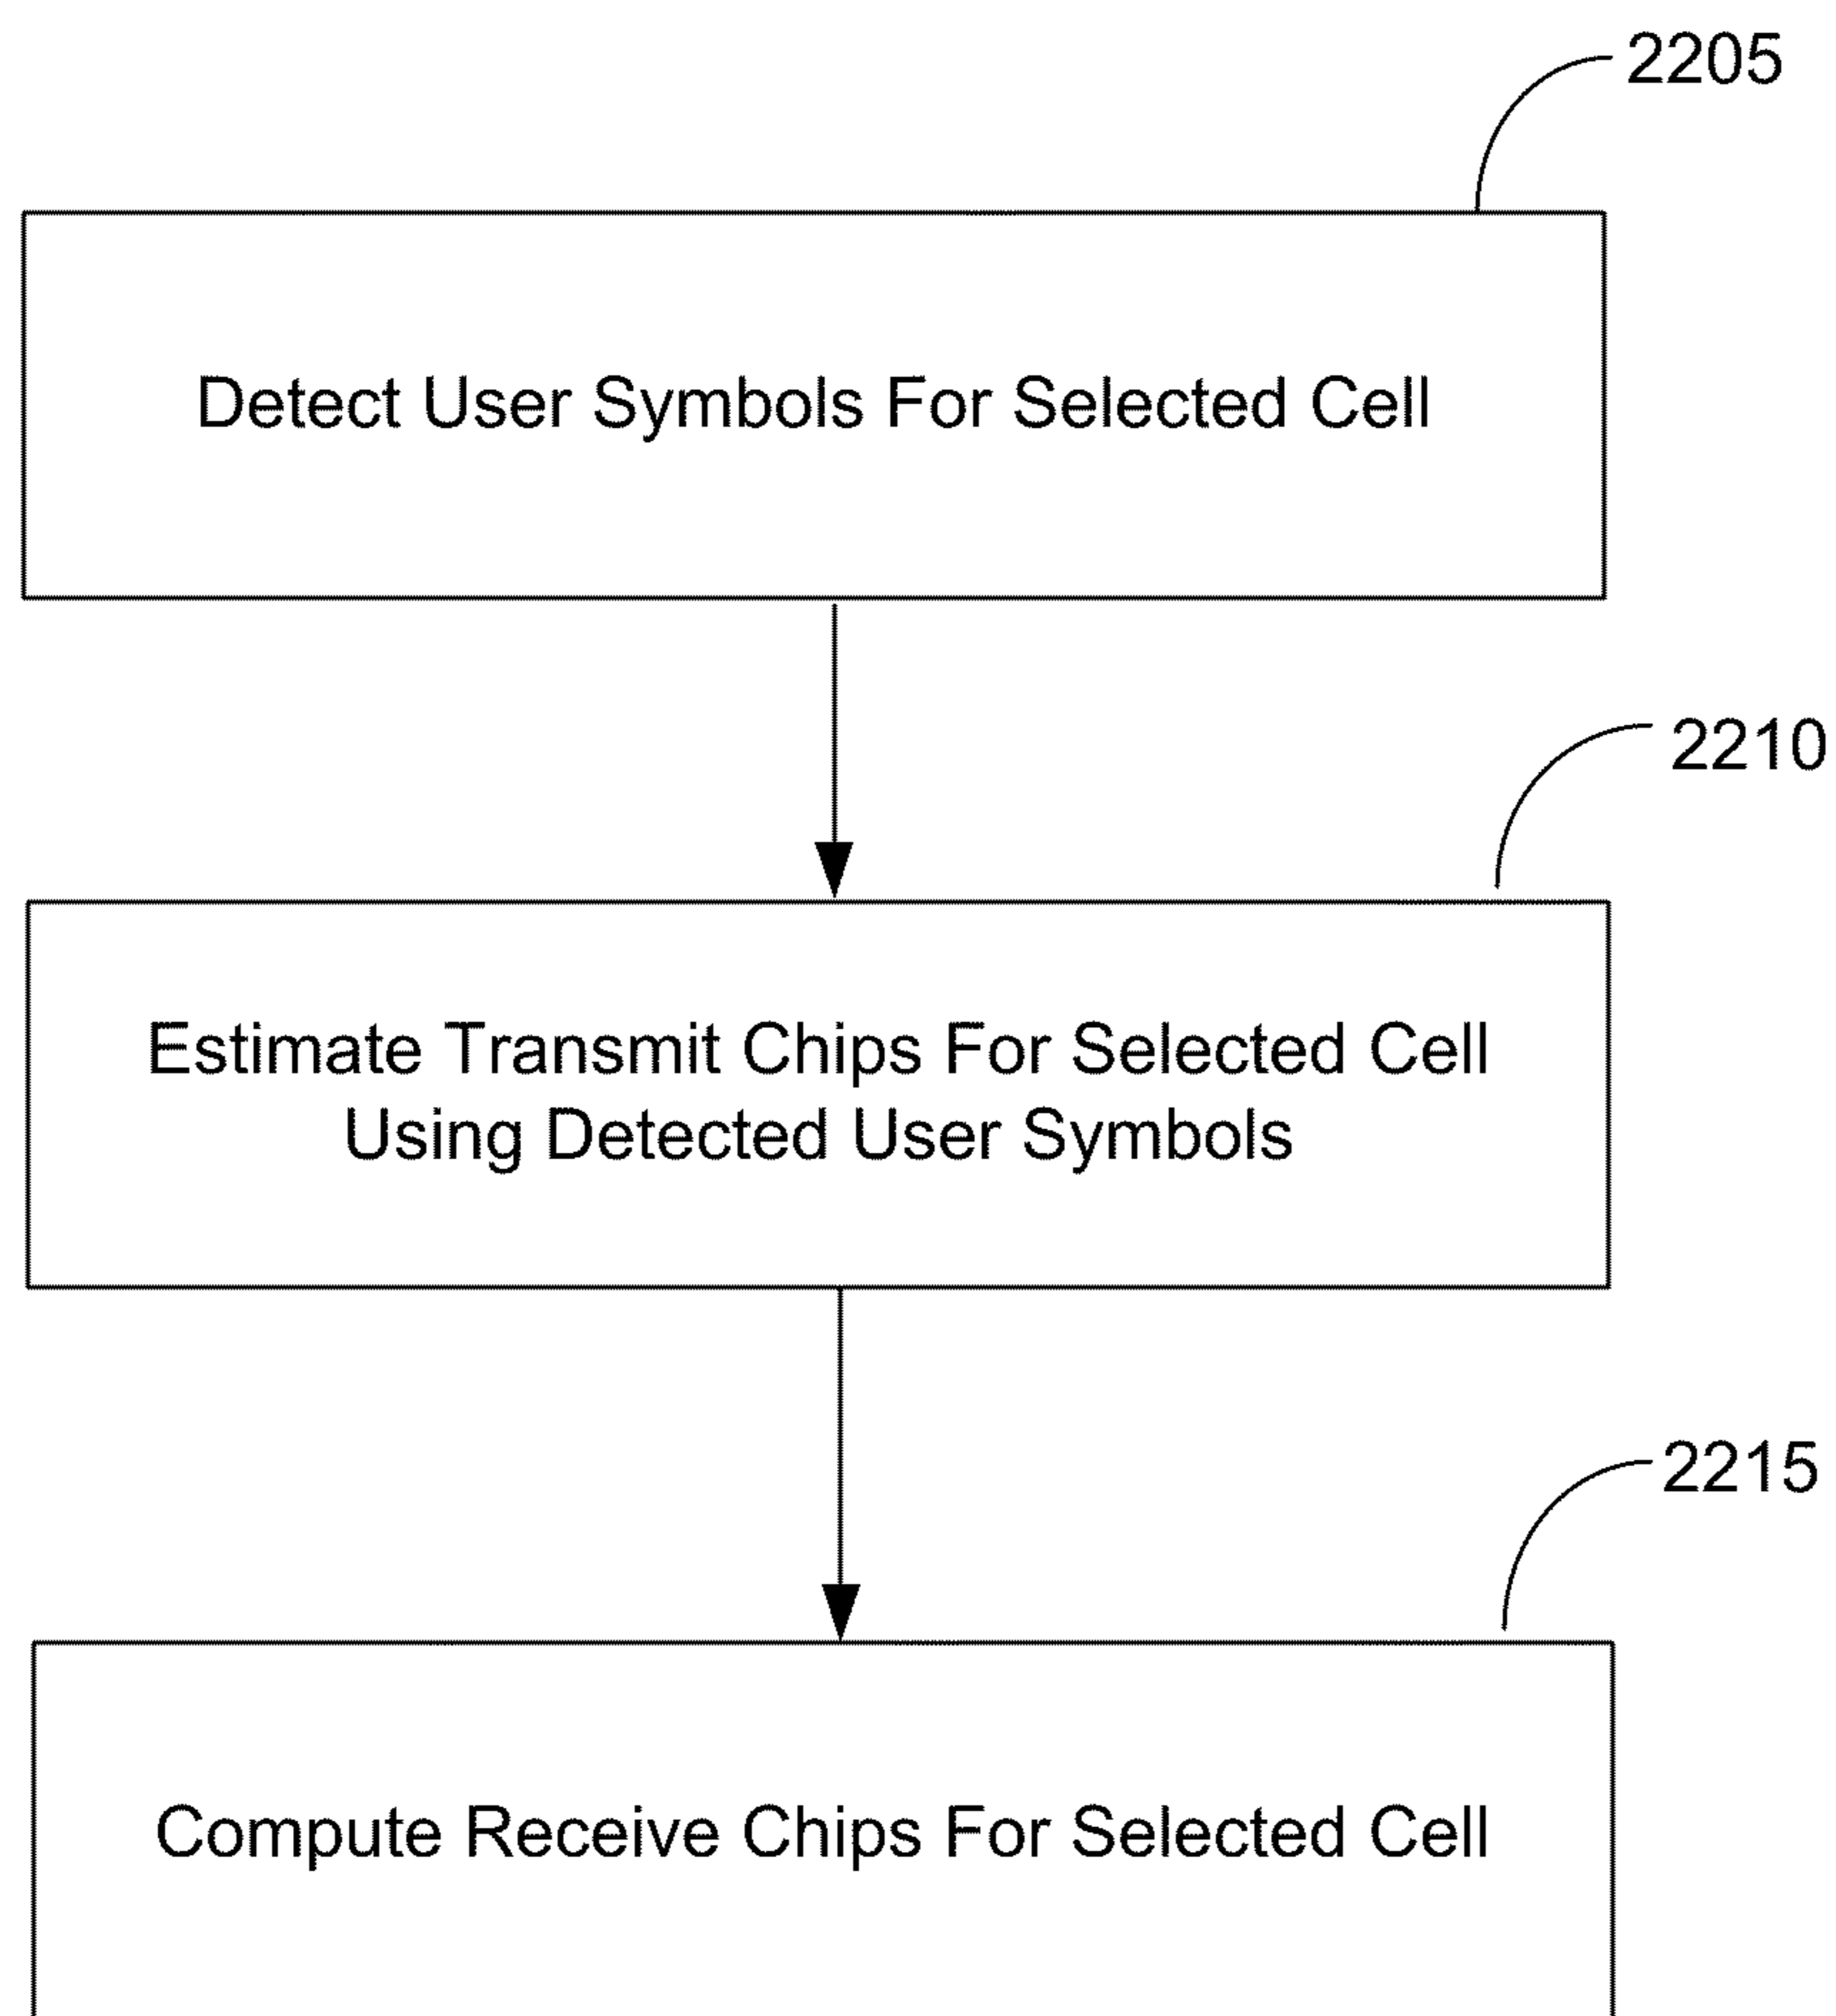 2205
Detect User Symbols For Selected Cell
2210
Estimate Transmit Chips For Selected Cell
Using Detected User Symbols
2215
Compute Receive Chips For Selected Cell